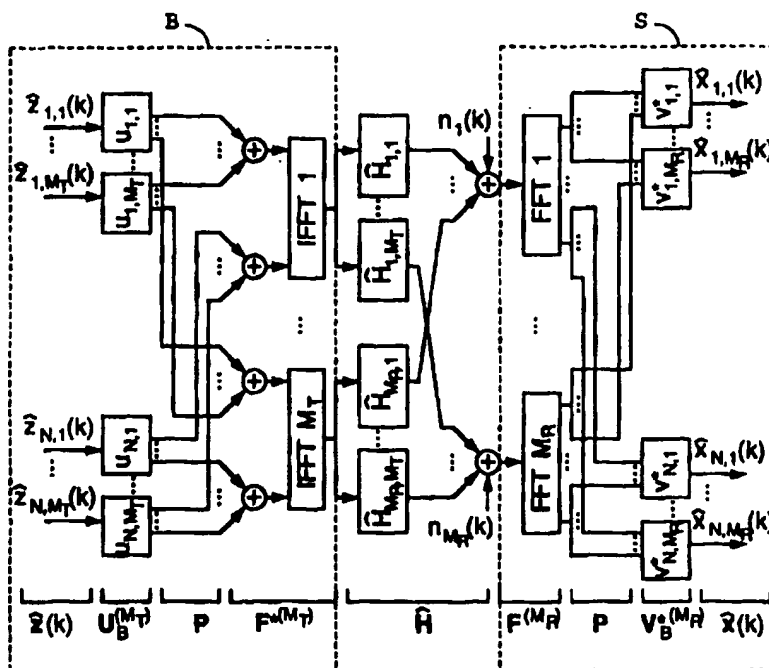 B
S
ẑ1,1(k)
ẑ1,MT(k)
ẑN,1(k)
ẑN,MT(k)
u1,1
u1,MT
uN,1
uN,MT
IFFT 1
IFFT MT
Ĥ1,1
Ĥ1,MT
ĤMR,1
ĤMR,MT
n1(k)
nMR(k)
FFT 1
FFT MR
v*1,1
v*1,MR
v*N,1
v*N,MR
x̂1,1(k)
x̂1,MR(k)
x̂N,1(k)
x̂N,MR(k)
ẑ(k) UB(MT) P F*(MT) Ĥ F(MR) P VB*(MR) x̂(k)